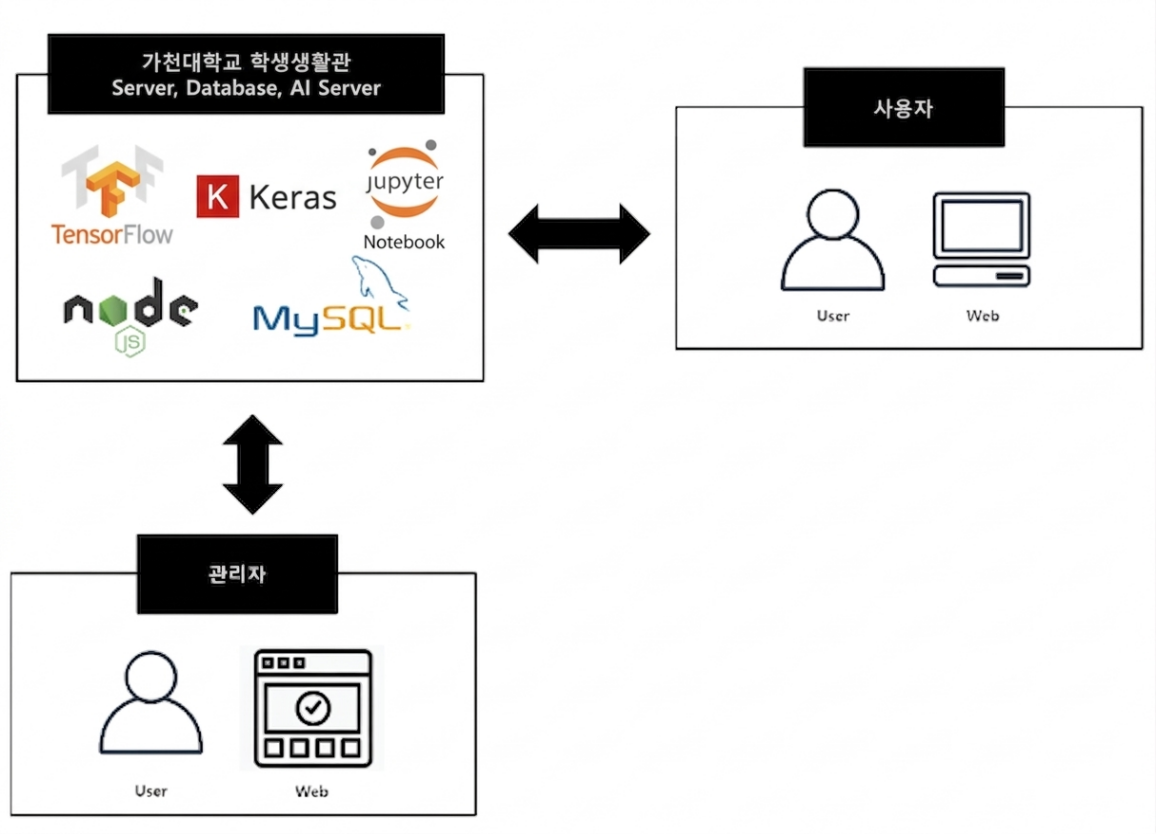 가천대학교 학생생활관
Server, Database, AI Server
사용자
TF
TensorFlow
K Keras
jupyter
Notebook
node
JS
MySQL
User
Web
관리자
User
Web